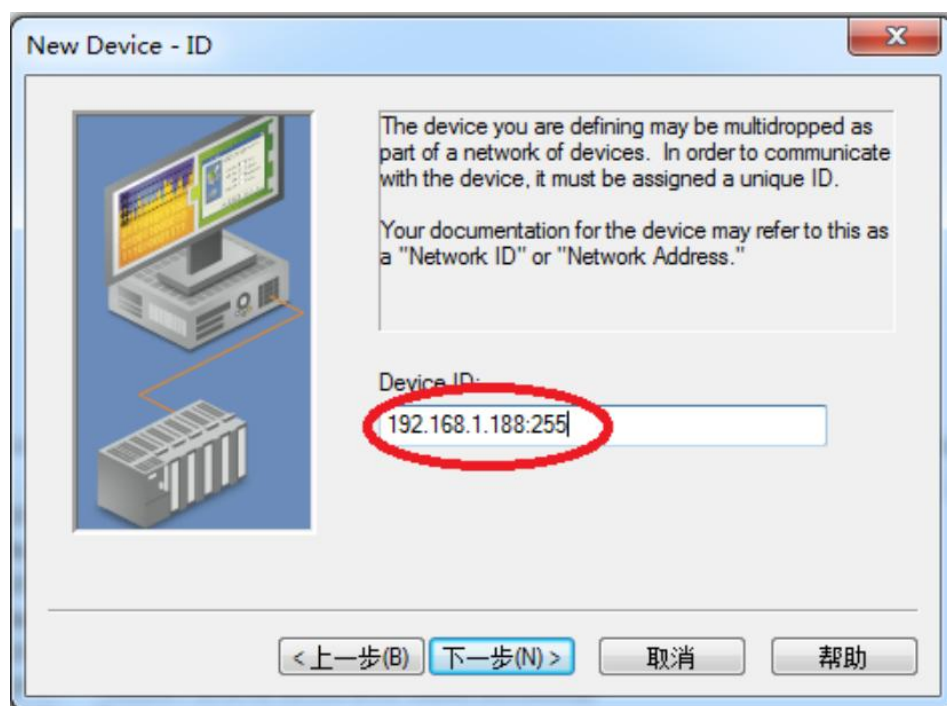 New Device - ID
The device you are defining may be multidropped as
part of a network of devices.  In order to communicate
with the device, it must be assigned a unique ID.
Your documentation for the device may refer to this as
a "Network ID" or "Network Address."
Device ID:
192.168.1.188:255
<上一步(B) 下一步(N)> 取消 帮助